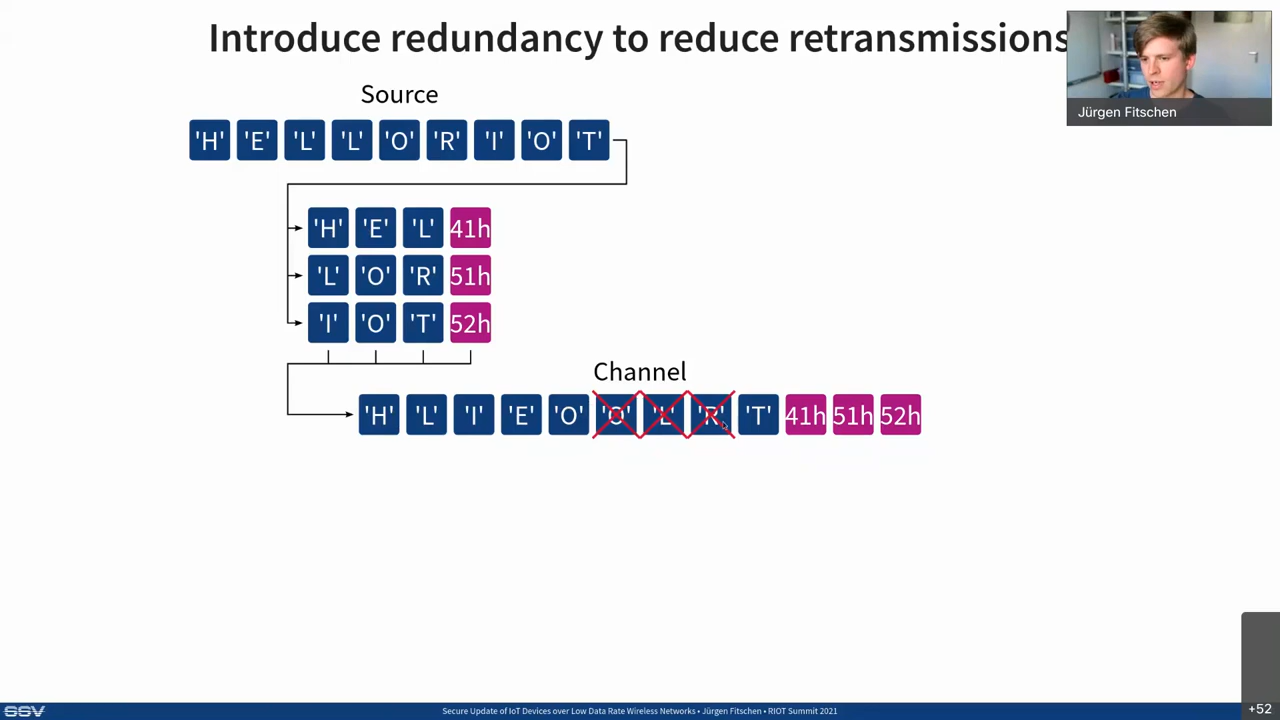 Introduce redundancy to reduce retransmissions
Jürgen Fitschen
Source
'H' 'E' 'L' 'L' 'O' 'R' 'I' 'O' 'T'
'H' 'E' 'L' 41h
'L' 'O' 'R' 51h
'I' 'O' 'T' 52h
Channel
'H' 'L' 'I' 'E' 'O' 'O' 'L' 'R' 'T' 41h 51h 52h
SSV
Secure Update of IoT Devices over Low Data Rate Wireless Networks • Jürgen Fitschen • RIOT Summit 2021
+52